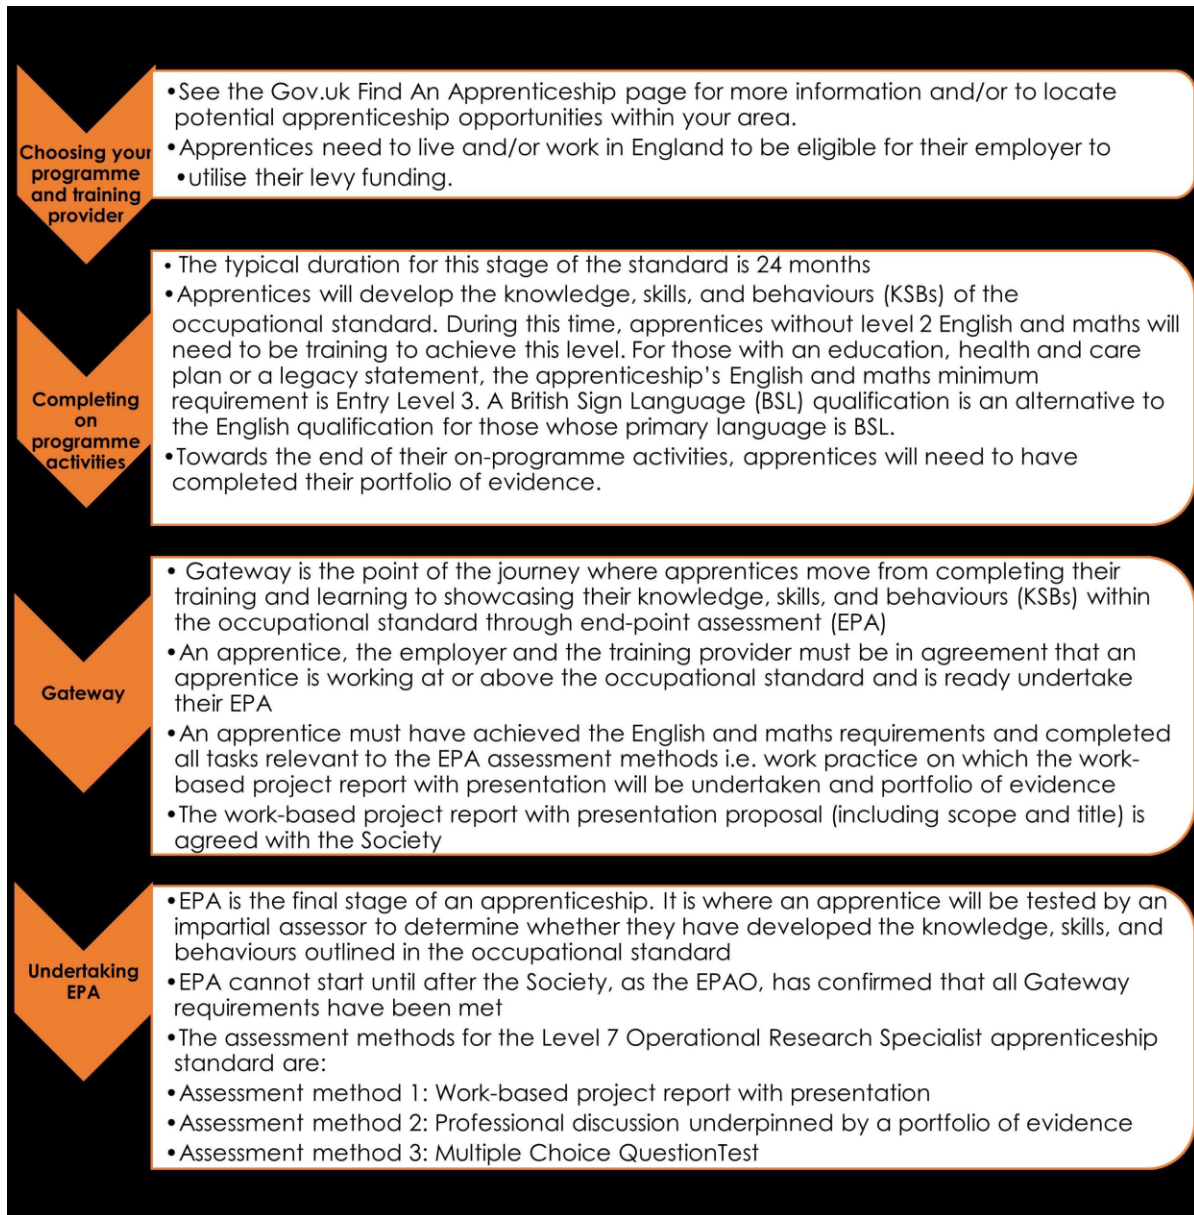 Choosing your
programme
and training
provider
•See the Gov.uk Find An Apprenticeship page for more information and/or to locate
potential apprenticeship opportunities within your area.
•Apprentices need to live and/or work in England to be eligible for their employer to
•utilise their levy funding.
Completing
on
programme
activities
• The typical duration for this stage of the standard is 24 months
•Apprentices will develop the knowledge, skills, and behaviours (KSBs) of the
occupational standard. During this time, apprentices without level 2 English and maths will
need to be training to achieve this level. For those with an education, health and care
plan or a legacy statement, the apprenticeship's English and maths minimum
requirement is Entry Level 3. A British Sign Language (BSL) qualification is an alternative to
the English qualification for those whose primary language is BSL.
•Towards the end of their on-programme activities, apprentices will need to have
completed their portfolio of evidence.
Gateway
• Gateway is the point of the journey where apprentices move from completing their
training and learning to showcasing their knowledge, skills, and behaviours (KSBs) within
the occupational standard through end-point assessment (EPA)
•An apprentice, the employer and the training provider must be in agreement that an
apprentice is working at or above the occupational standard and is ready undertake
their EPA
•An apprentice must have achieved the English and maths requirements and completed
all tasks relevant to the EPA assessment methods i.e. work practice on which the work-
based project report with presentation will be undertaken and portfolio of evidence
•The work-based project report with presentation proposal (including scope and title) is
agreed with the Society
Undertaking
EPA
•EPA is the final stage of an apprenticeship. It is where an apprentice will be tested by an
impartial assessor to determine whether they have developed the knowledge, skills, and
behaviours outlined in the occupational standard
•EPA cannot start until after the Society, as the EPAO, has confirmed that all Gateway
requirements have been met
•The assessment methods for the Level 7 Operational Research Specialist apprenticeship
standard are:
•Assessment method 1: Work-based project report with presentation
•Assessment method 2: Professional discussion underpinned by a portfolio of evidence
•Assessment method 3: Multiple Choice QuestionTest